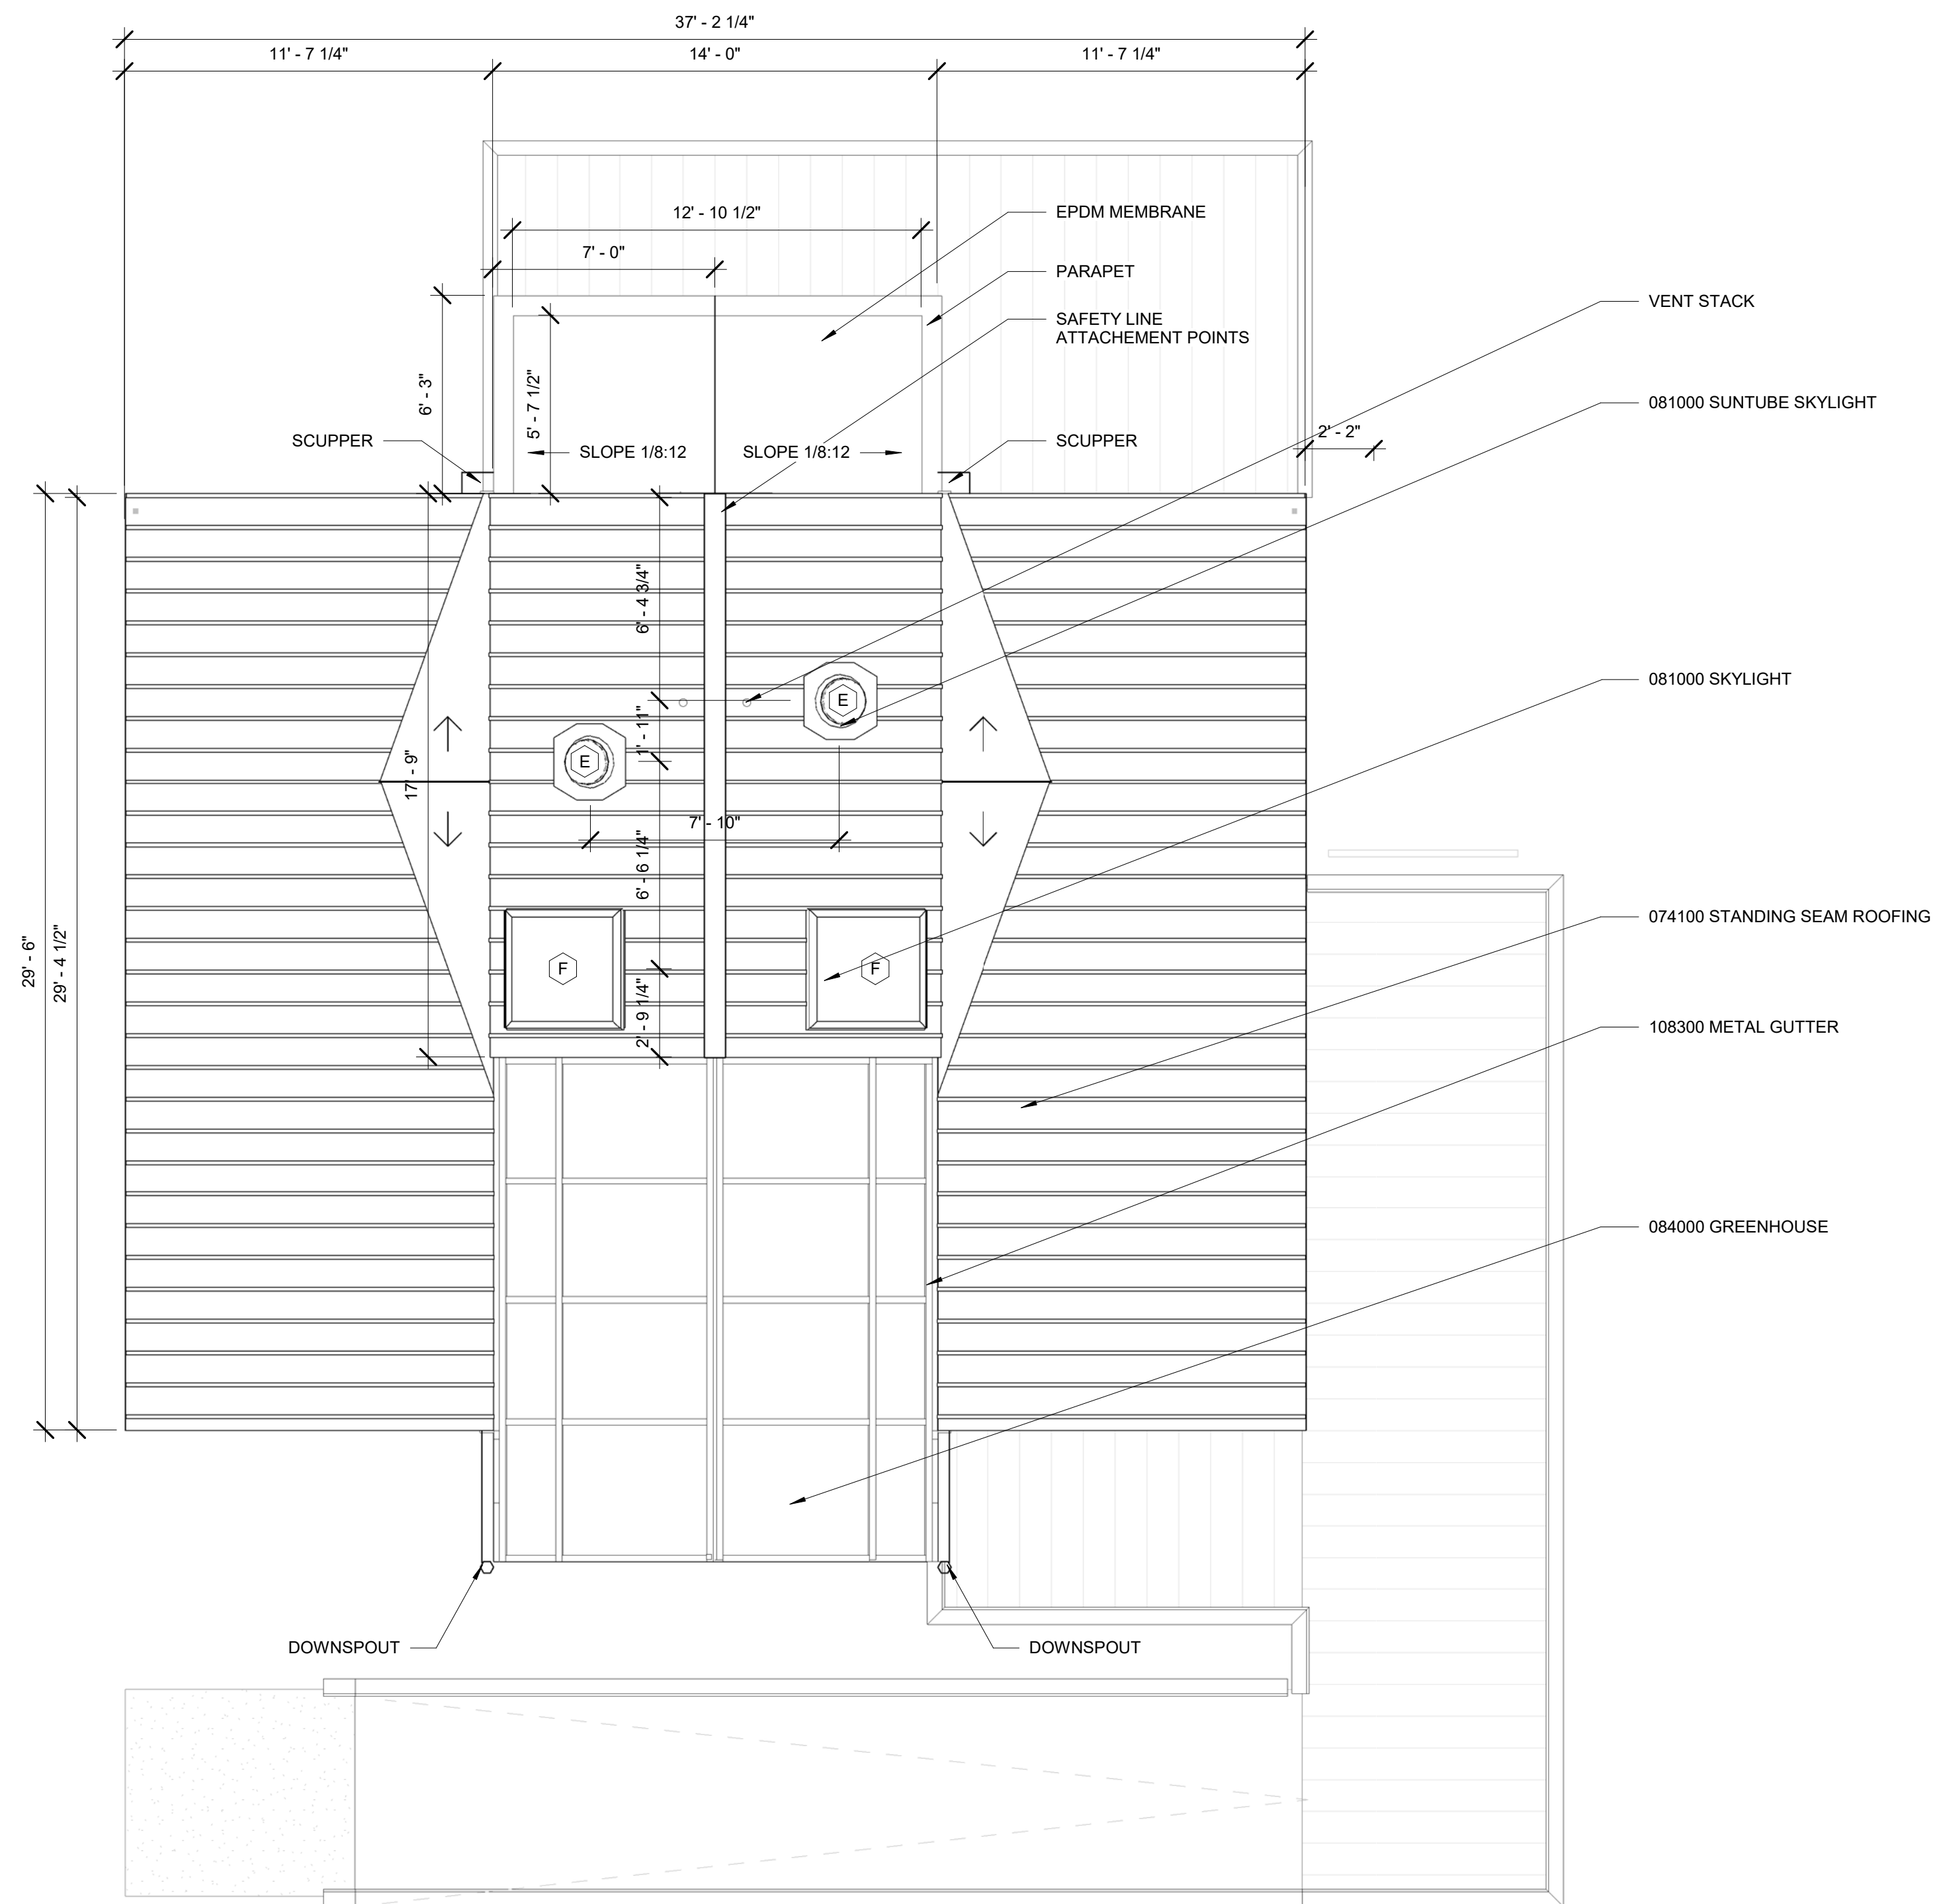 37' - 2 1/4"
11' - 7 1/4"
14' - 0"
11' - 7 1/4"
12' - 10 1/2"
7' - 0"
EPDM MEMBRANE
PARAPET
SAFETY LINE
ATTACHEMENT POINTS
VENT STACK
081000 SUNTUBE SKYLIGHT
6' - 3"
5' - 7 1/2"
SCUPPER
SLOPE 1/8:12
SLOPE 1/8:12
SCUPPER
2' - 2"
6' - 4 3/4"
081000 SKYLIGHT
E
E
1' - 11"
17' - 9"
7' - 10"
6' - 6 1/4"
074100 STANDING SEAM ROOFING
29' - 6"
29' - 4 1/2"
F
F
2' - 9 1/4"
108300 METAL GUTTER
084000 GREENHOUSE
DOWNSPOUT
DOWNSPOUT